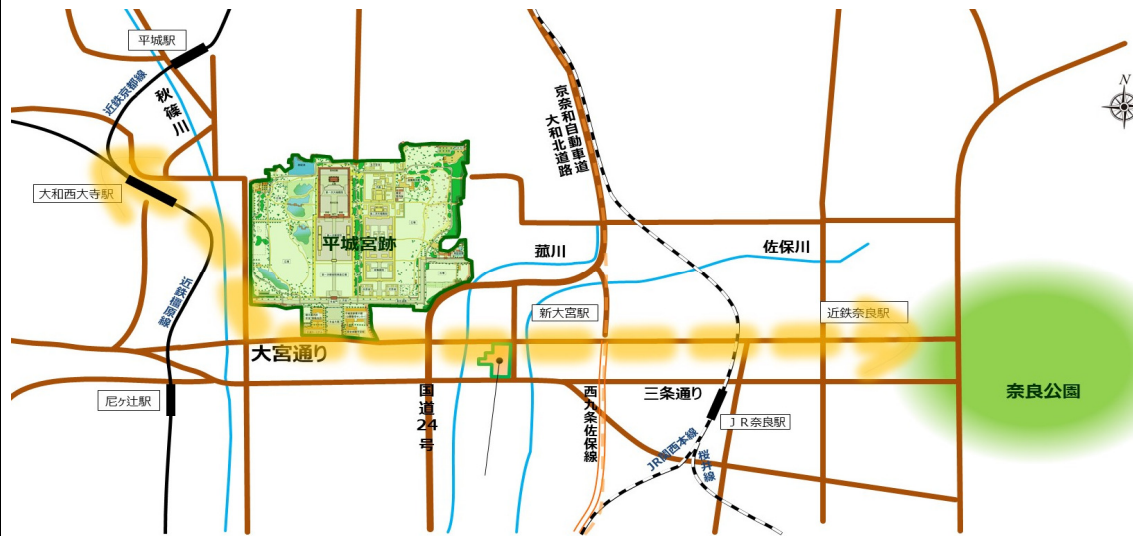 平城駅
近鉄京都線
秋篠川
京奈和自動車道
大和北道路
N
大和西大寺駅
平城宮跡
菰川
佐保川
近鉄橿原線
新大宮駅
近鉄奈良駅
大宮通り
奈良公園
尼ヶ辻駅
国道24号
西九条佐保線
三条通り
ＪＲ奈良駅
JR関西本線
桜井線